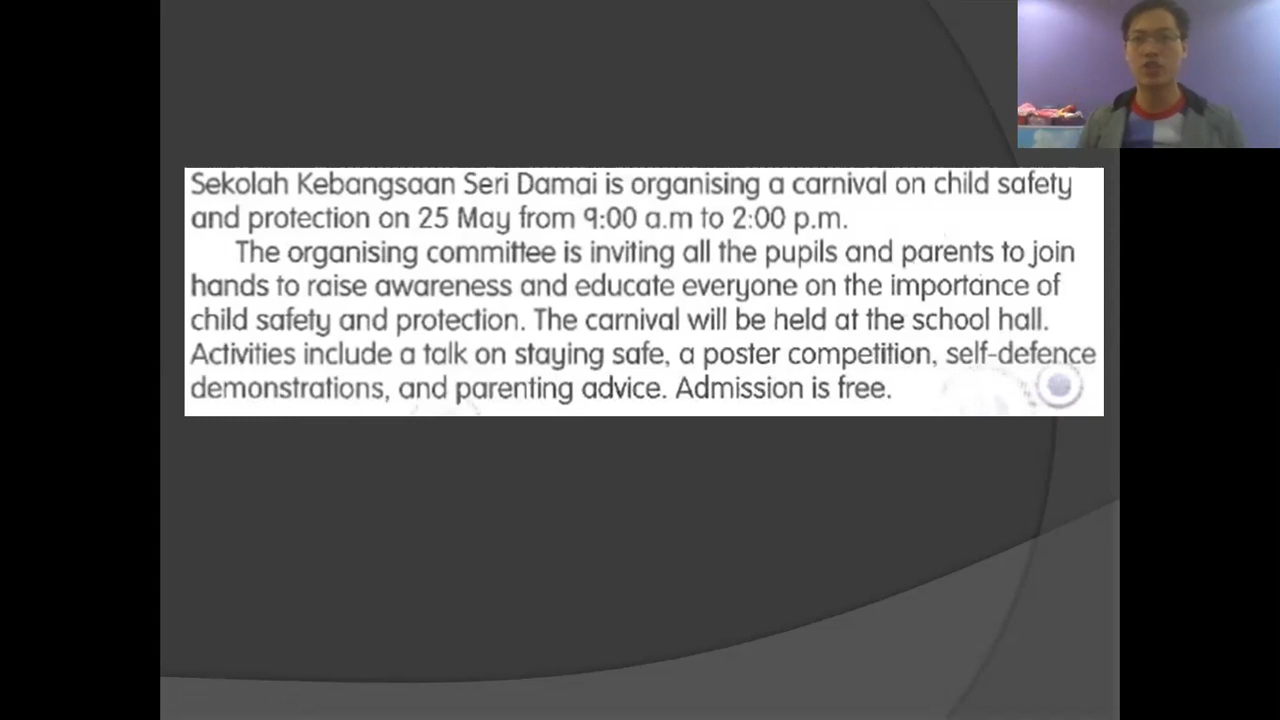 Sekolah Kebangsaan Seri Damai is organising a carnival on child safety
and protection on 25 May from 9:00 a.m to 2:00 p.m.
The organising committee is inviting all the pupils and parents to join
hands to raise awareness and educate everyone on the importance of
child safety and protection. The carnival will be held at the school hall.
Activities include a talk on staying safe, a poster competition, self-defence
demonstrations, and parenting advice. Admission is free.